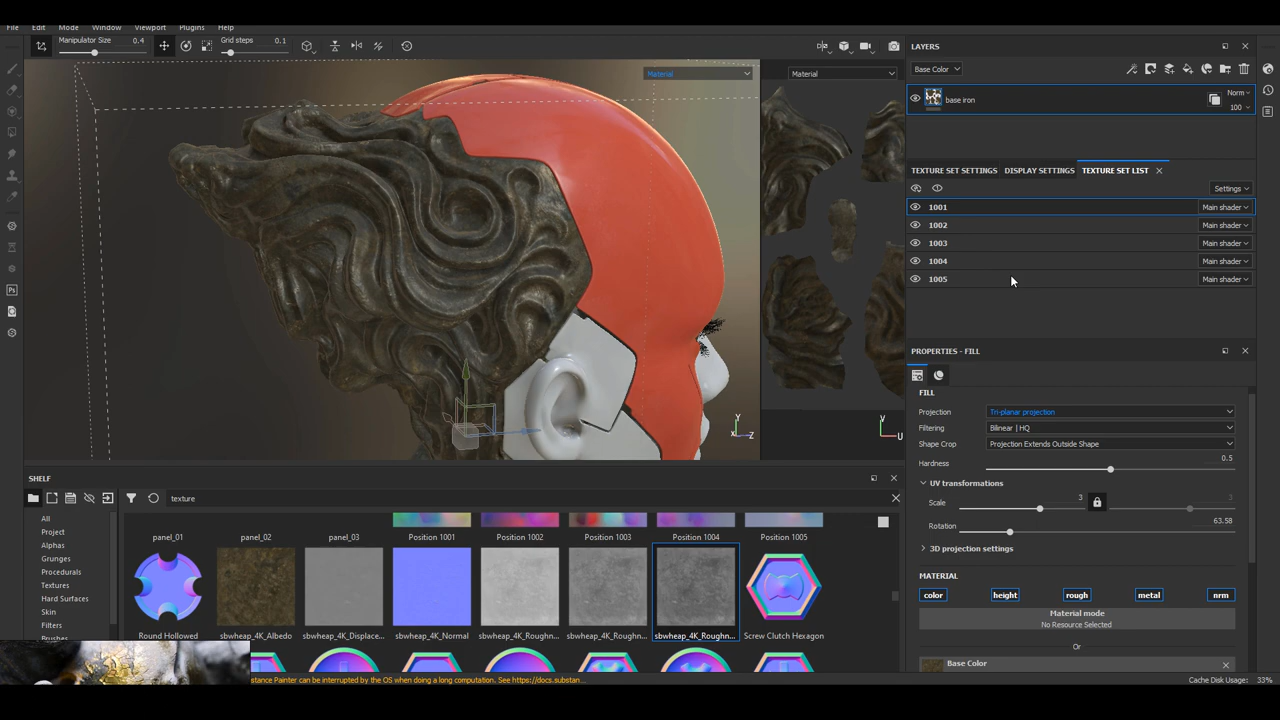 File Edit Mode Window Viewport Plugins Help
Manipulator Size 0.4 Grid steps 0.1
LAYERS
Base Color
Material Material
base iron Norm
100
TEXTURE SET SETTINGS DISPLAY SETTINGS TEXTURE SET LIST
Settings
1001 Main shader
1002 Main shader
1003 Main shader
1004 Main shader
1005 Main shader
PROPERTIES - FILL
FILL
Projection Tri-planar projection
Filtering Bilinear | HQ
Shape Crop Projection Extends Outside Shape
Hardness 0.5
UV transformations
Scale 3 3
Rotation 63.58
3D projection settings
MATERIAL
color height rough metal nrm
Material mode
No Resource Selected
Or
Base Color
Y
X Z
V
U
SHELF
texture
All
Project
Alphas
Grunges
Procedurals
Textures
Hard Surfaces
Skin
Filters
Brushes
panel_01 panel_02 panel_03 Position 1001 Position 1002 Position 1003 Position 1004 Position 1005
Round Hollowed sbwheap_4K_Albedo sbwheap_4K_Displace... sbwheap_4K_Normal sbwheap_4K_Roughn... sbwheap_4K_Roughn... sbwheap_4K_Roughn... Screw Clutch Hexagon
stance Painter can be interrupted by the OS when doing a long computation. See https://docs.substan...
Cache Disk Usage: 33%